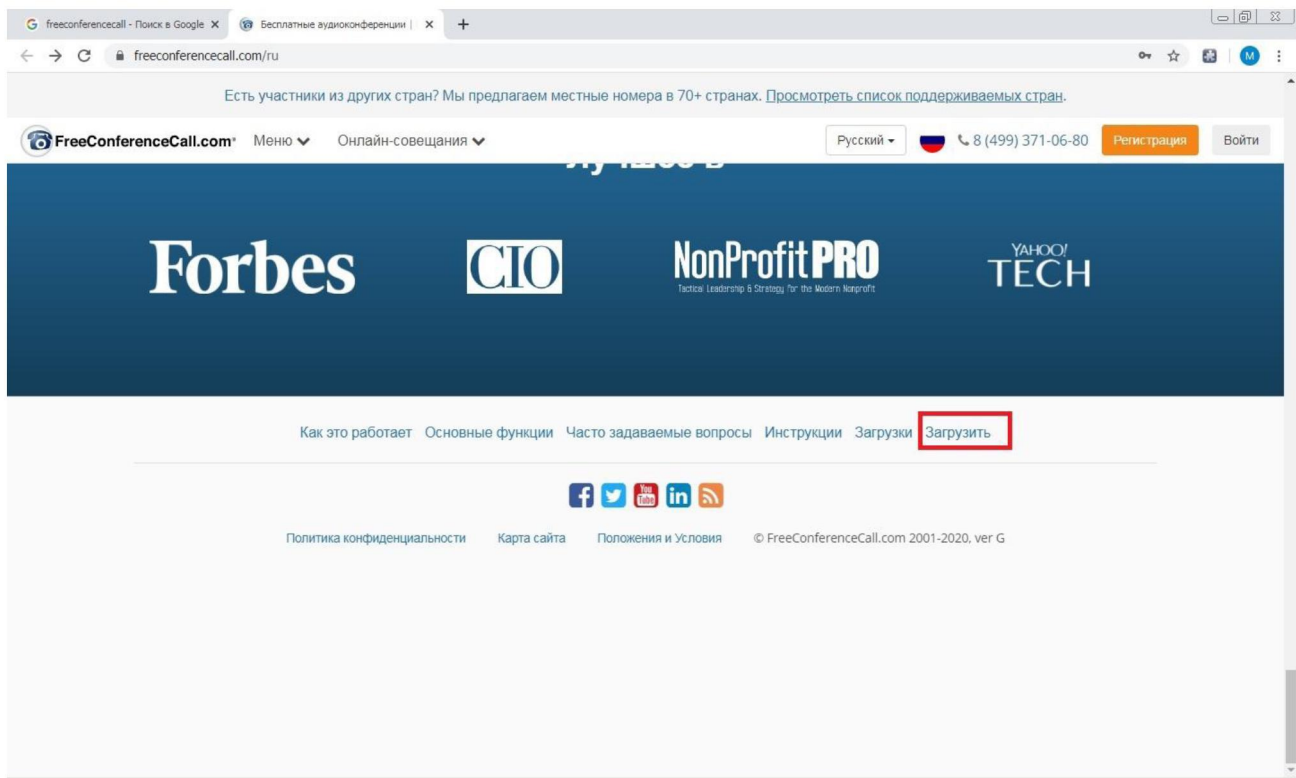 freeconferencecall - Поиск в Google
Бесплатные аудиоконференции |
freeconferencecall.com/ru
M
Есть участники из других стран? Мы предлагаем местные номера в 70+ странах. Просмотреть список поддерживаемых стран.
FreeConferenceCall.com® Меню Онлайн-совещания Русский 8 (499) 371-06-80 Регистрация Войти
Forbes CIO NonProfit PRO YAHOO! TECH
Tactical Leadership & Strategy for the Modern Nonprofit
Как это работает Основные функции Часто задаваемые вопросы Инструкции Загрузки Загрузить
f You Tube in
Политика конфиденциальности Карта сайта Положения и Условия © FreeConferenceCall.com 2001-2020, ver G